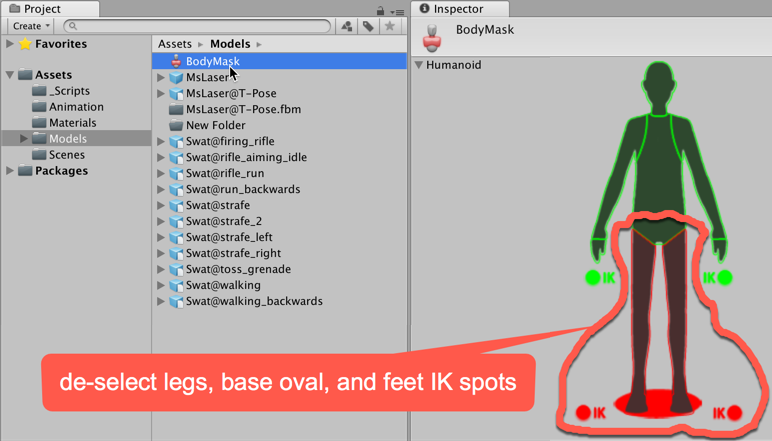 Project
Create
Favorites
Assets
_Scripts
Animation
Materials
Models
Scenes
Packages
Assets ▸ Models ▸
BodyMask
MsLaser
MsLaser@T-Pose
MsLaser@T-Pose.fbm
New Folder
Swat@firing_rifle
Swat@rifle_aiming_idle
Swat@rifle_run
Swat@run_backwards
Swat@strafe
Swat@strafe_2
Swat@strafe_left
Swat@strafe_right
Swat@toss_grenade
Swat@walking
Swat@walking_backwards
Inspector
BodyMask
Humanoid
IK IK
IK IK
de-select legs, base oval, and feet IK spots